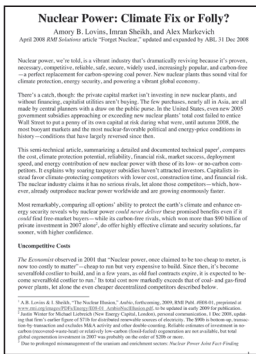 Nuclear Power: Climate Fix or Folly?
Amory B. Lovins, Imran Sheikh, and Alex Markevich
April 2008 RMI Solutions article "Forget Nuclear," updated and expanded by ABL 31 Dec 2008
Nuclear power, we're told, is a vibrant industry that's dramatically reviving because it's proven,
necessary, competitive, reliable, safe, secure, widely used, increasingly popular, and carbon-free
—a perfect replacement for carbon-spewing coal power. New nuclear plants thus sound vital for
climate protection, energy security, and powering a vibrant global economy.
There's a catch, though: the private capital market isn't investing in new nuclear plants, and
without financing, capitalist utilities aren't buying. The few purchases, nearly all in Asia, are all
made by central planners with a draw on the public purse. In the United States, even new 2005
government subsidies approaching or exceeding new nuclear plants' total cost failed to entice
Wall Street to put a penny of its own capital at risk during what were, until autumn 2008, the
most buoyant markets and the most nuclear-favorable political and energy-price conditions in
history—conditions that have largely reversed since then.
This semi-technical article, summarizing a detailed and documented technical paper¹, compares
the cost, climate protection potential, reliability, financial risk, market success, deployment
speed, and energy contribution of new nuclear power with those of its low- or no-carbon com-
petitors. It explains why soaring taxpayer subsidies haven't attracted investors. Capitalists in-
stead favor climate-protecting competitors with lower cost, construction time, and financial risk.
The nuclear industry claims it has no serious rivals, let alone those competitors—which, how-
ever, already outproduce nuclear power worldwide and are growing enormously faster.
Most remarkably, comparing all options' ability to protect the earth's climate and enhance en-
ergy security reveals why nuclear power could never deliver these promised benefits even if it
could find free-market buyers—while its carbon-free rivals, which won more than $90 billion of
private investment in 2007 alone², do offer highly effective climate and security solutions, far
sooner, with higher confidence.
Uncompetitive Costs
The Economist observed in 2001 that "Nuclear power, once claimed to be too cheap to meter, is
now too costly to matter"—cheap to run but very expensive to build. Since then, it's become
severalfold costlier to build, and in a few years, as old fuel contracts expire, it is expected to be-
come severalfold costlier to run.³ Its total cost now markedly exceeds that of coal- and gas-fired
power plants, let alone the even cheaper decentralized competitors described below.